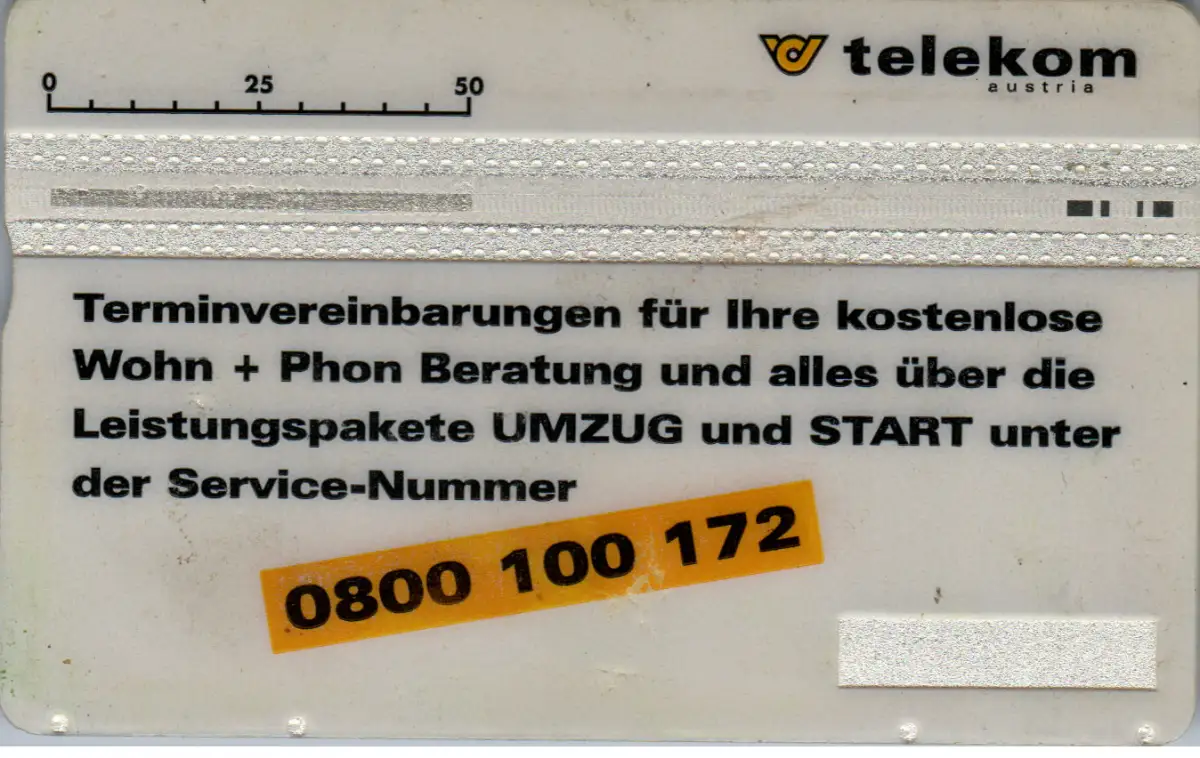 telekom
austria
0 25 50
Terminvereinbarungen für Ihre kostenlose
Wohn + Phon Beratung und alles über die
Leistungspakete UMZUG und START unter
der Service-Nummer
0800 100 172